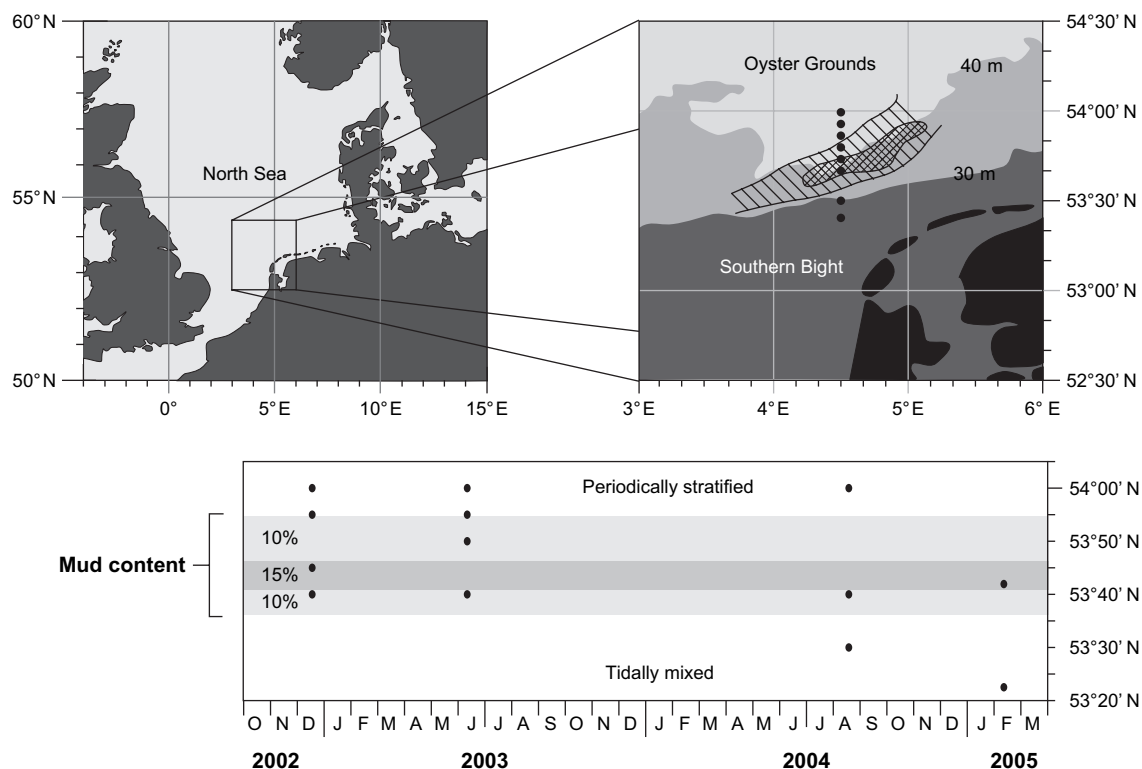 60°N
55°N
50°N
0°
5°E
10°E
15°E
North Sea
Oyster Grounds
40 m
30 m
Southern Bight
54°30’ N
54°00’ N
53°30’ N
53°00’ N
52°30’ N
3°E
4°E
5°E
6° E
Periodically stratified
Mud content
10%
15%
10%
Tidally mixed
54°00’ N
53°50’ N
53°40’ N
53°30’ N
53°20’ N
O N D J F M A M J J A S O N D J F M A M J J A S O N D J F M
2002 2003 2004 2005